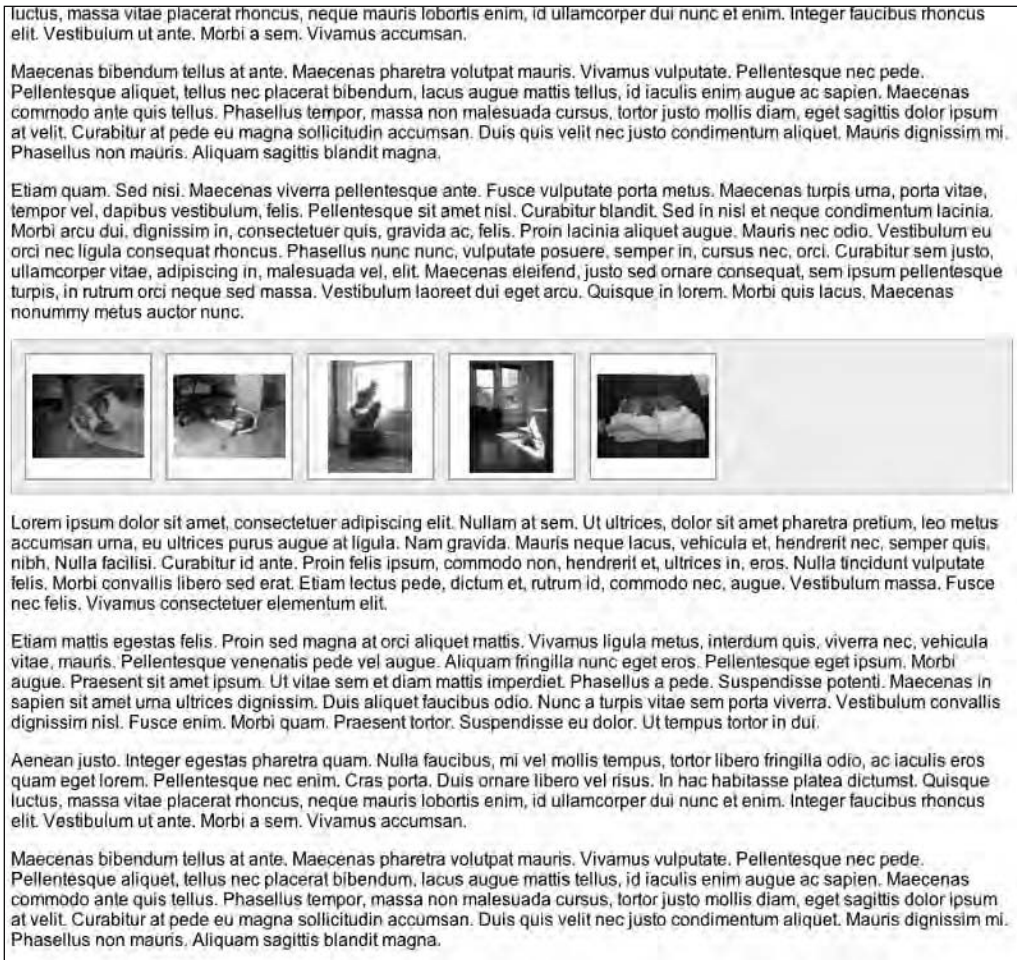 luctus, massa vitae placerat rhoncus, neque mauris lobortis enim, id ullamcorper dui nunc et enim. Integer faucibus rhoncus
elit. Vestibulum ut ante. Morbi a sem. Vivamus accumsan.
Maecenas bibendum tellus at ante. Maecenas pharetra volutpat mauris. Vivamus vulputate. Pellentesque nec pede.
Pellentesque aliquet, tellus nec placerat bibendum, lacus augue mattis tellus, id iaculis enim augue ac sapien. Maecenas
commodo ante quis tellus. Phasellus tempor, massa non malesuada cursus, tortor justo mollis diam, eget sagittis dolor ipsum
at velit. Curabitur at pede eu magna sollicitudin accumsan. Duis quis velit nec justo condimentum aliquet. Mauris dignissim mi.
Phasellus non mauris. Aliquam sagittis blandit magna.
Etiam quam. Sed nisi. Maecenas viverra pellentesque ante. Fusce vulputate porta metus. Maecenas turpis urna, porta vitae,
tempor vel, dapibus vestibulum, felis. Pellentesque sit amet nisl. Curabitur blandit. Sed in nisl et neque condimentum lacinia.
Morbi arcu dui, dignissim in, consectetuer quis, gravida ac, felis. Proin lacinia aliquet augue. Mauris nec odio. Vestibulum eu
orci nec ligula consequat rhoncus. Phasellus nunc nunc, vulputate posuere, semper in, cursus nec, orci. Curabitur sem justo,
ullamcorper vitae, adipiscing in, malesuada vel, elit. Maecenas eleifend, justo sed ornare consequat, sem ipsum pellentesque
turpis, in rutrum orci neque sed massa. Vestibulum laoreet dui eget arcu. Quisque in lorem. Morbi quis lacus. Maecenas
nonummy metus auctor nunc.
Lorem ipsum dolor sit amet, consectetuer adipiscing elit. Nullam at sem. Ut ultrices, dolor sit amet pharetra pretium, leo metus
accumsan urna, eu ultrices purus augue at ligula. Nam gravida. Mauris neque lacus, vehicula et, hendrerit nec, semper quis,
nibh. Nulla facilisi. Curabitur id ante. Proin felis ipsum, commodo non, hendrerit et, ultrices in, eros. Nulla tincidunt vulputate
felis. Morbi convallis libero sed erat. Etiam lectus pede, dictum et, rutrum id, commodo nec, augue. Vestibulum massa. Fusce
nec felis. Vivamus consectetuer elementum elit.
Etiam mattis egestas felis. Proin sed magna at orci aliquet mattis. Vivamus ligula metus, interdum quis, viverra nec, vehicula
vitae, mauris. Pellentesque venenatis pede vel augue. Aliquam fringilla nunc eget eros. Pellentesque eget ipsum. Morbi
augue. Praesent sit amet ipsum. Ut vitae sem et diam mattis imperdiet. Phasellus a pede. Suspendisse potenti. Maecenas in
sapien sit amet urna ultrices dignissim. Duis aliquet faucibus odio. Nunc a turpis vitae sem porta viverra. Vestibulum convallis
dignissim nisl. Fusce enim. Morbi quam. Praesent tortor. Suspendisse eu dolor. Ut tempus tortor in dui.
Aenean justo. Integer egestas pharetra quam. Nulla faucibus, mi vel mollis tempus, tortor libero fringilla odio, ac iaculis eros
quam eget lorem. Pellentesque nec enim. Cras porta. Duis ornare libero vel risus. In hac habitasse platea dictumst. Quisque
luctus, massa vitae placerat rhoncus, neque mauris lobortis enim, id ullamcorper dui nunc et enim. Integer faucibus rhoncus
elit. Vestibulum ut ante. Morbi a sem. Vivamus accumsan.
Maecenas bibendum tellus at ante. Maecenas pharetra volutpat mauris. Vivamus vulputate. Pellentesque nec pede.
Pellentesque aliquet, tellus nec placerat bibendum, lacus augue mattis tellus, id iaculis enim augue ac sapien. Maecenas
commodo ante quis tellus. Phasellus tempor, massa non malesuada cursus, tortor justo mollis diam, eget sagittis dolor ipsum
at velit. Curabitur at pede eu magna sollicitudin accumsan. Duis quis velit nec justo condimentum aliquet. Mauris dignissim mi.
Phasellus non mauris. Aliquam sagittis blandit magna.